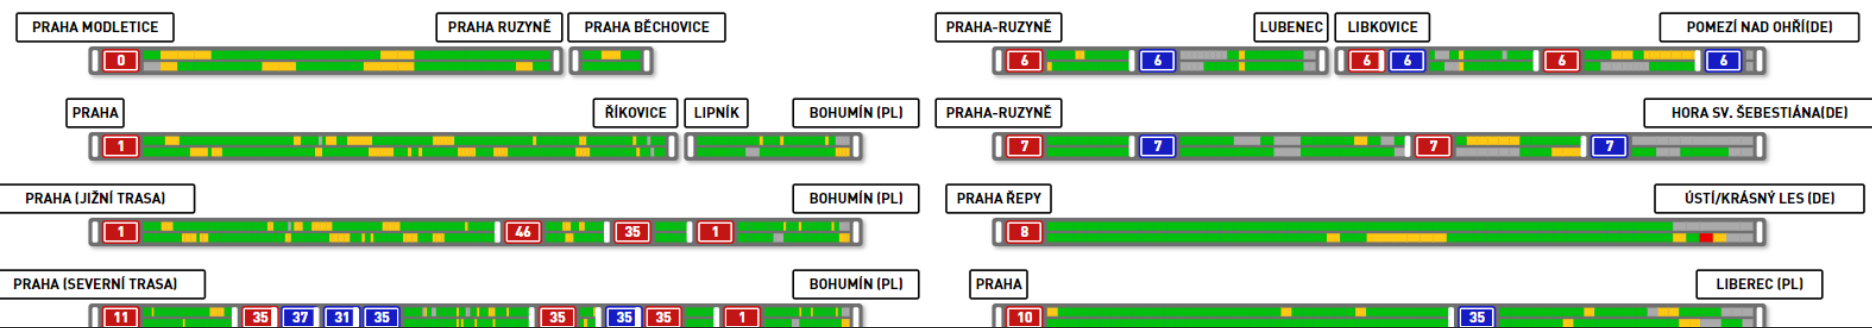 PRAHA MODLETICE PRAHA RUZYNĚ PRAHA BĚCHOVICE
0
PRAHA ŘÍKOVICE LIPNÍK BOHUMÍN (PL)
1
PRAHA (JIŽNÍ TRASA) BOHUMÍN (PL)
1 46 35 1
PRAHA (SEVERNÍ TRASA) BOHUMÍN (PL)
11 35 37 31 35 35 35 35 1
PRAHA-RUZYNĚ LUBENEC LIBKOVICE POMEZÍ NAD OHŘÍ(DE)
6 6 6 6 6 6
PRAHA-RUZYNĚ HORA SV. ŠEBESTIÁNA(DE)
7 7 7 7
PRAHA ŘEPY ÚSTÍ/KRÁSNÝ LES (DE)
8
PRAHA LIBEREC (PL)
10 35